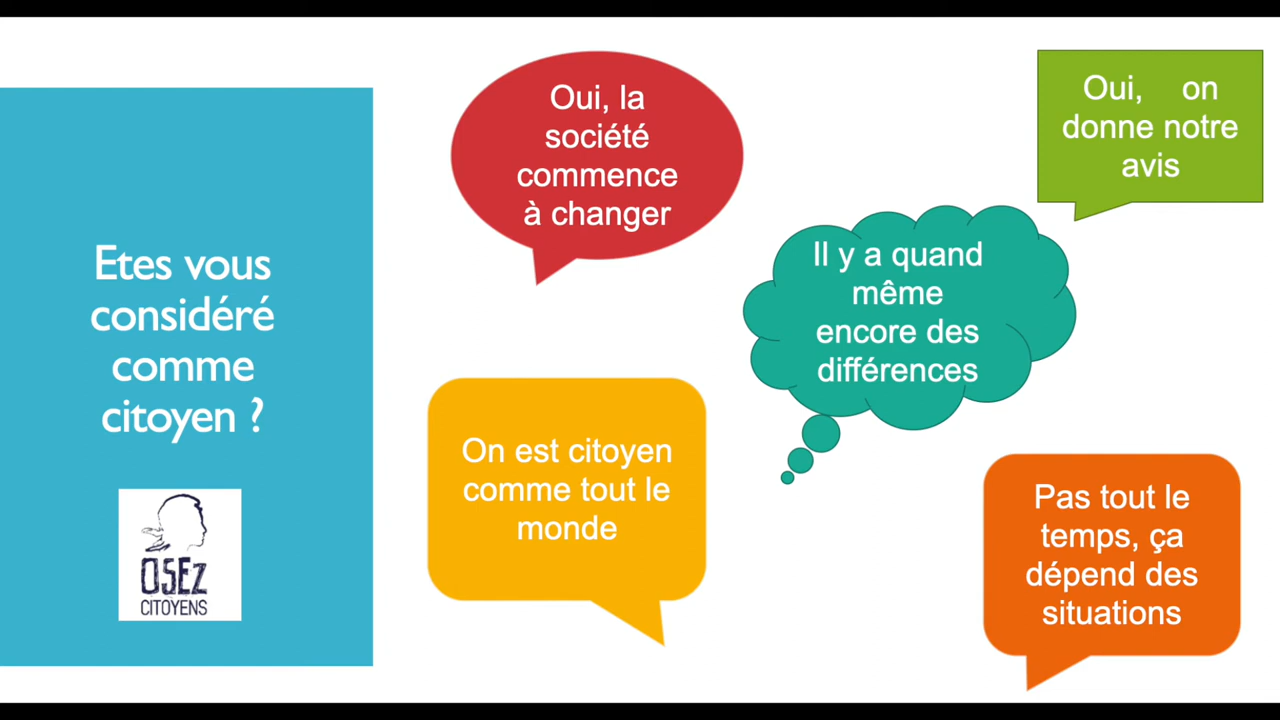 Etes vous
considéré
comme
citoyen ?
OSEZ
CITOYENS
Oui, la
société
commence
à changer
Oui, on
donne notre
avis
Il y a quand
même
encore des
différences
On est citoyen
comme tout le
monde
Pas tout le
temps, ça
dépend des
situations